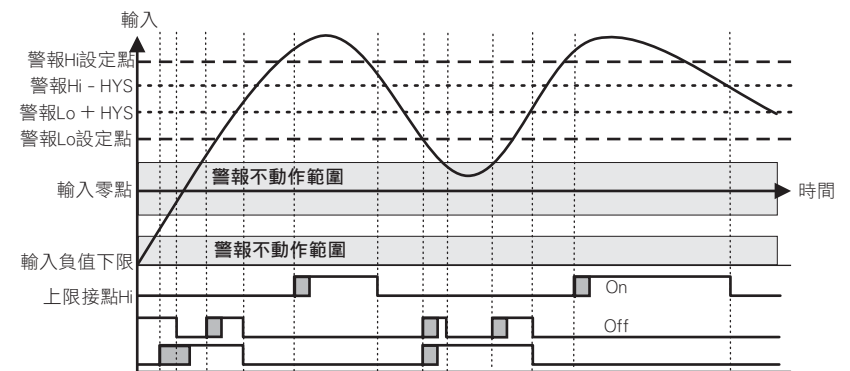 輸入
警報Hi設定點
警報Hi - HYS
警報Lo + HYS
警報Lo設定點
警報不動作範圍
輸入零點
時間
警報不動作範圍
輸入負值下限
上限接點Hi
On
Off